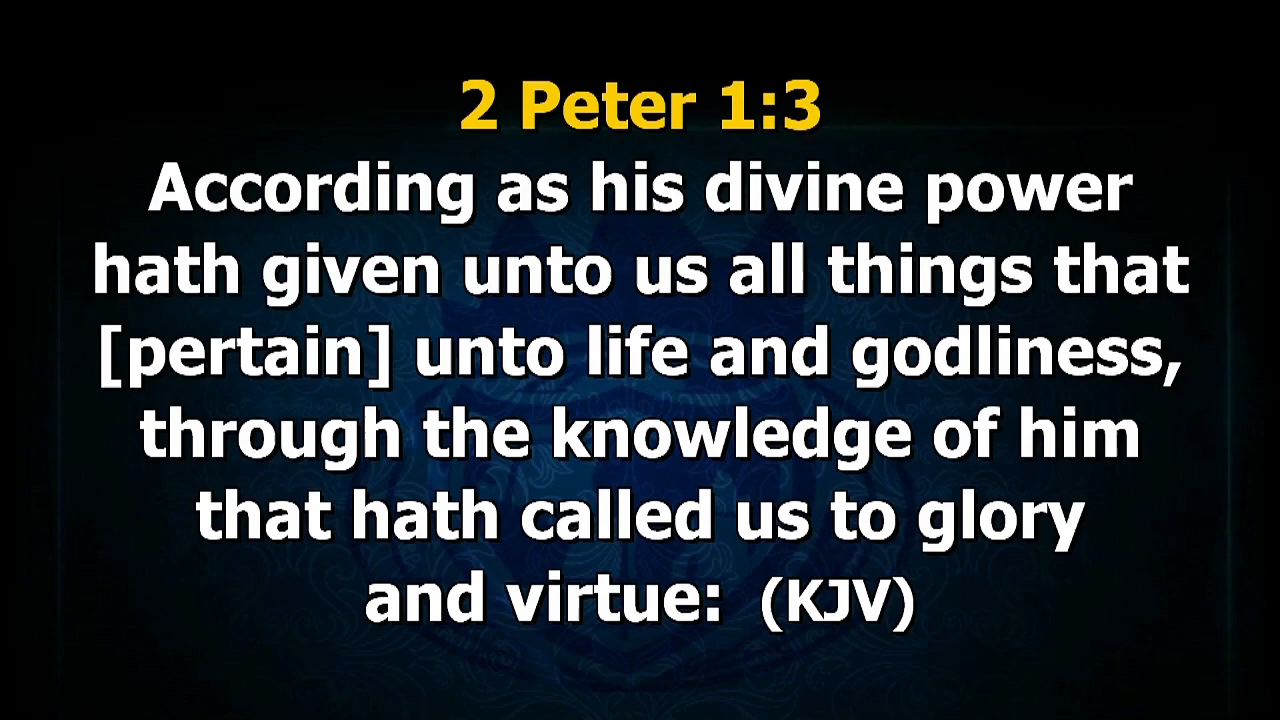 2 Peter 1:3
According as his divine power
hath given unto us all things that
[pertain] unto life and godliness,
through the knowledge of him
that hath called us to glory
and virtue: (KJV)